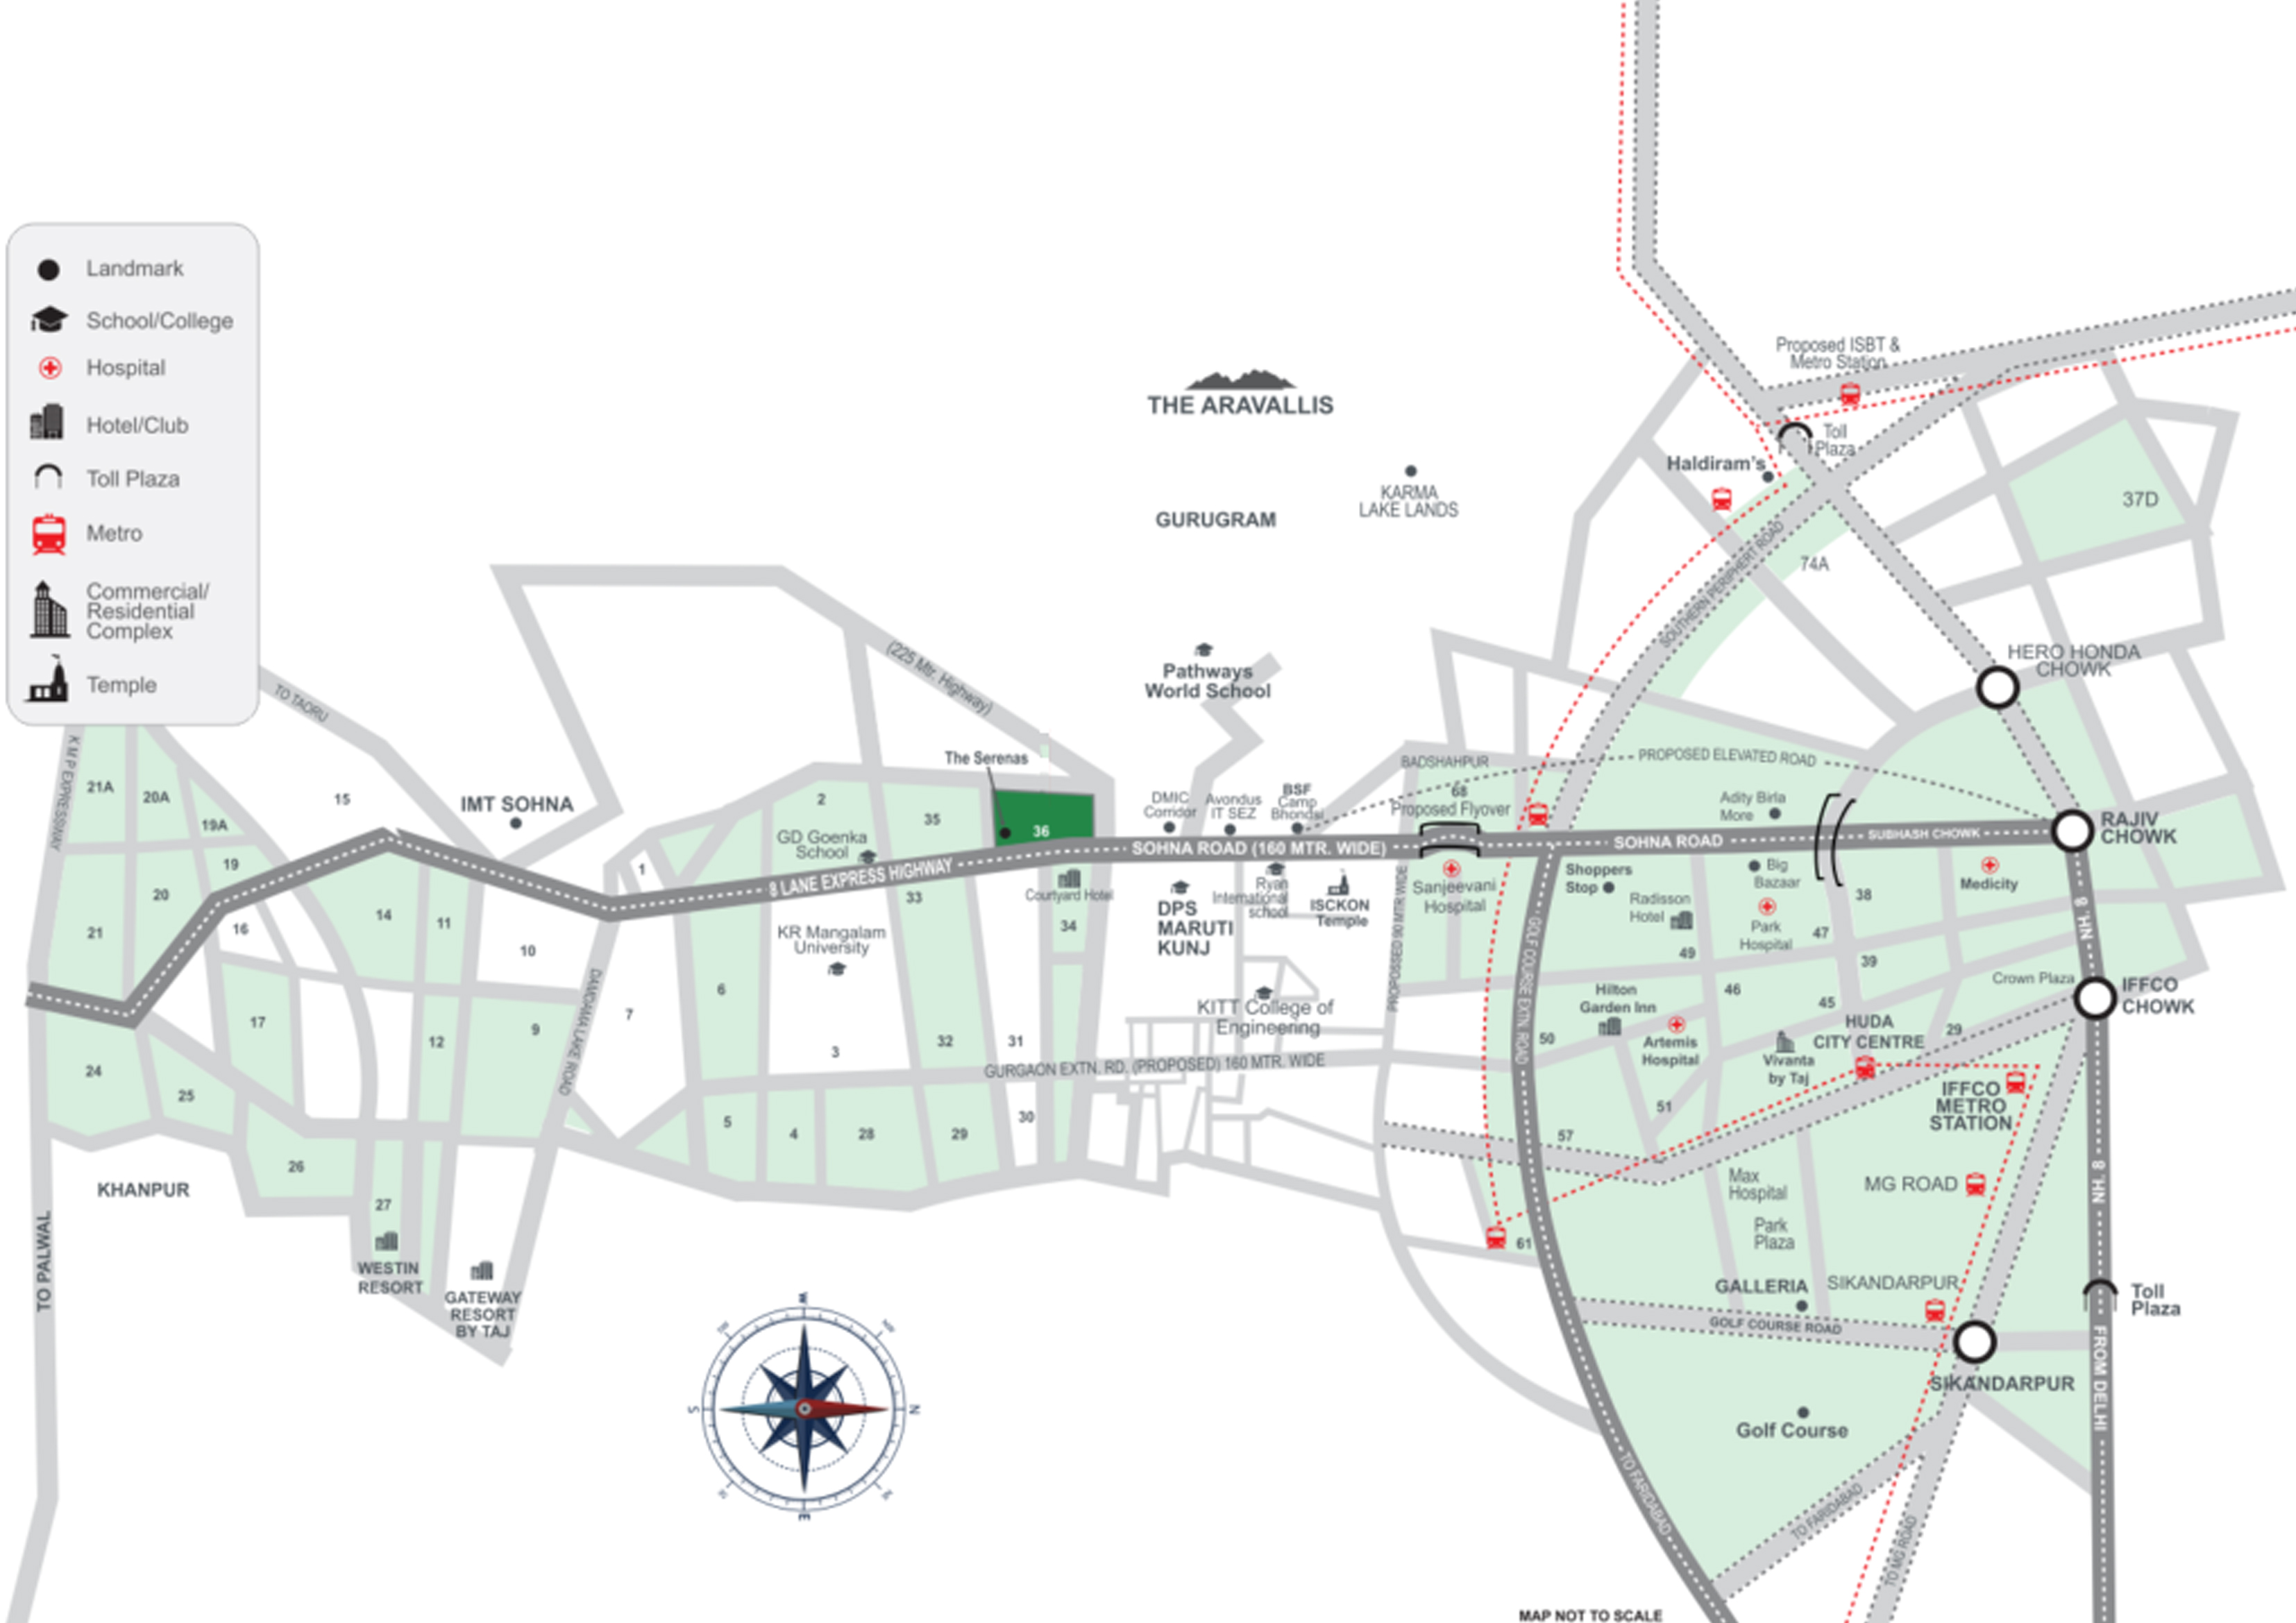 Landmark
School/College
Hospital
Hotel/Club
Toll Plaza
Metro
Commercial/
Residential
Complex
Temple
THE ARAVALLIS
KARMA
LAKE LANDS
GURUGRAM
Pathways
World School
Proposed ISBT &
Metro Station
Toll
Plaza
Haldiram's
37D
74A
SOUTHERN PERIPHERT ROAD
HERO HONDA
CHOWK
TO TAORU
(225 Mtr. Highway)
K M P EXPRESSWAY
21A
20A
19A
15
IMT SOHNA
19
20
21
16
14
11
10
17
12
9
24
25
26
27
KHANPUR
TO PALWAL
WESTIN
RESORT
GATEWAY
RESORT
BY TAJ
DAMDAMA LAKE ROAD
1
7
2
35
The Serenas
36
GD Goenka
School
8 LANE EXPRESS HIGHWAY
33
KR Mangalam
University
6
3
32
31
5
4
28
29
30
Courtyard Hotel
34
DMIC
Corridor
Avondus
IT SEZ
BSF
Camp
Bhondsi
SOHNA ROAD (160 MTR. WIDE)
DPS
MARUTI
KUNJ
Ryan
International
school
ISCKON
Temple
KITT College of
Engineering
GURGAON EXTN. RD. (PROPOSED) 160 MTR. WIDE
BADSHAHPUR
68
Proposed Flyover
PROPOSED ELEVATED ROAD
PROPOSSED 90 MTR WIDE
Sanjeevani
Hospital
Adity Birla
More
SOHNA ROAD
SUBHASH CHOWK
RAJIV
CHOWK
Shoppers
Stop
Big
Bazaar
Radisson
Hotel
Park
Hospital
38
Medicity
47
49
39
GOLF COURSE EXTN. ROAD
Hilton
Garden Inn
46
45
Crown Plaza
IFFCO
CHOWK
NH. 8
50
Artemis
Hospital
Vivanta
by Taj
HUDA
CITY CENTRE
29
51
IFFCO
METRO
STATION
57
61
Max
Hospital
MG ROAD
Park
Plaza
NH. 8
GALLERIA
SIKANDARPUR
GOLF COURSE ROAD
Toll
Plaza
SIKANDARPUR
FROM DELHI
Golf Course
TO FARIDABAD
TO FARIDABAD
TO MG ROAD
W
NW
SW
S
N
E
MAP NOT TO SCALE